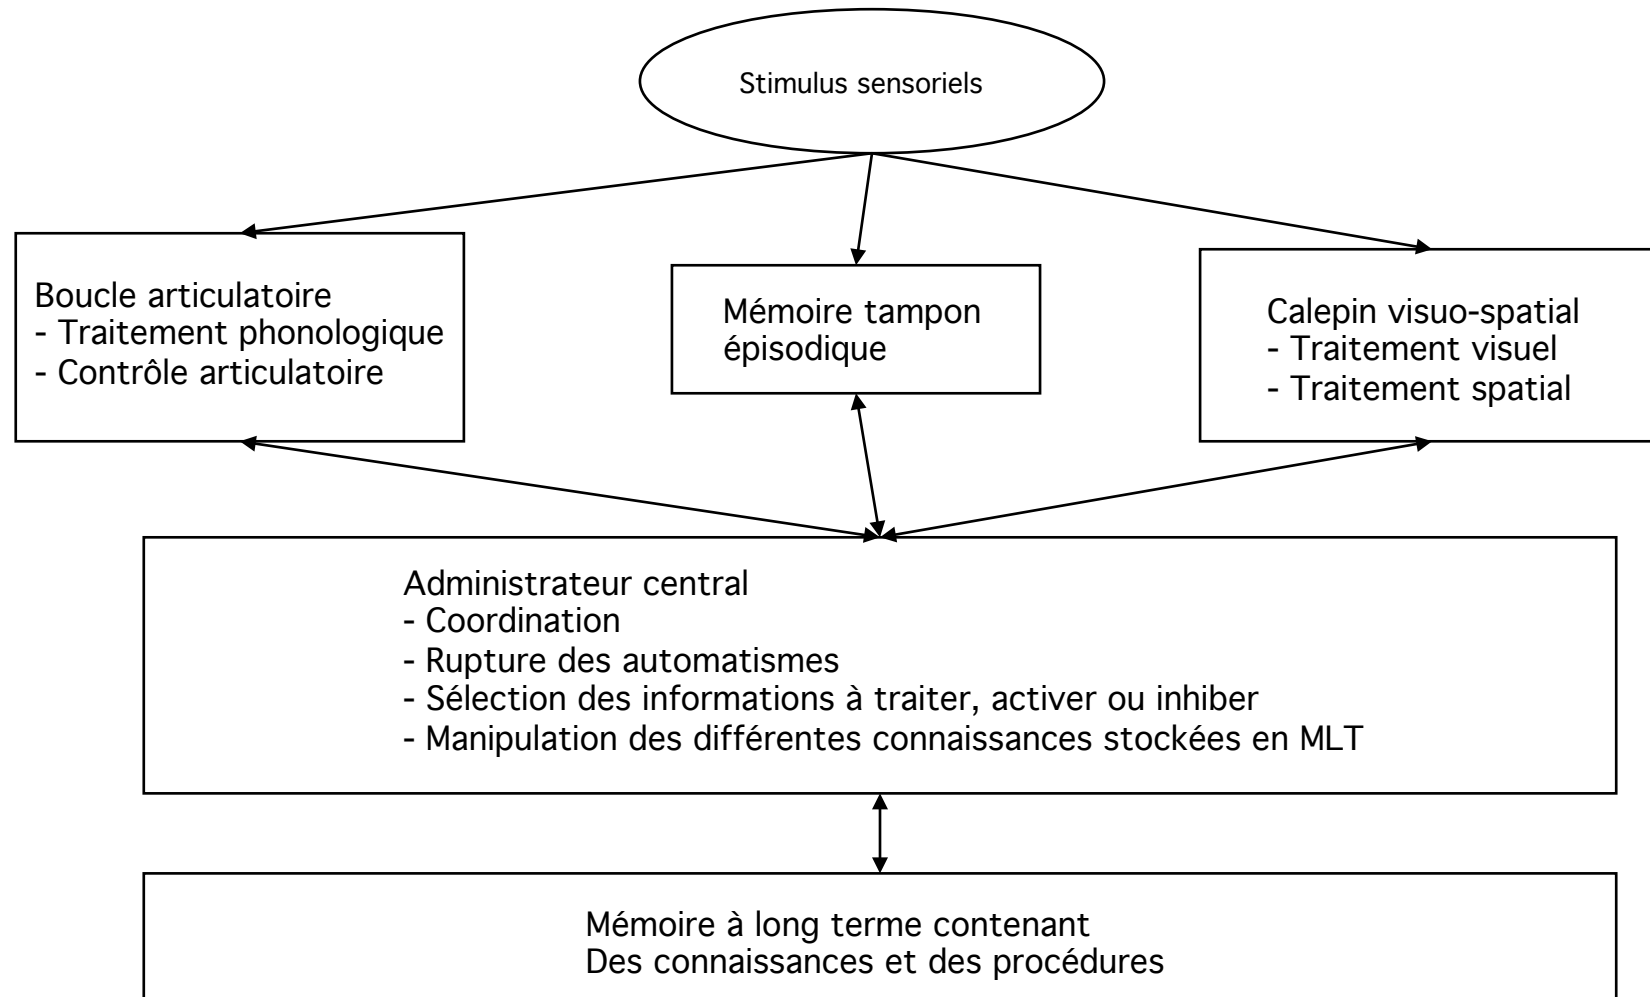 Stimulus sensoriels
Boucle articulatoire
- Traitement phonologique
- Contrôle articulatoire
Mémoire tampon
épisodique
Calepin visuo-spatial
- Traitement visuel
- Traitement spatial
Administrateur central
- Coordination
- Rupture des automatismes
- Sélection des informations à traiter, activer ou inhiber
- Manipulation des différentes connaissances stockées en MLT
Mémoire à long terme contenant
Des connaissances et des procédures